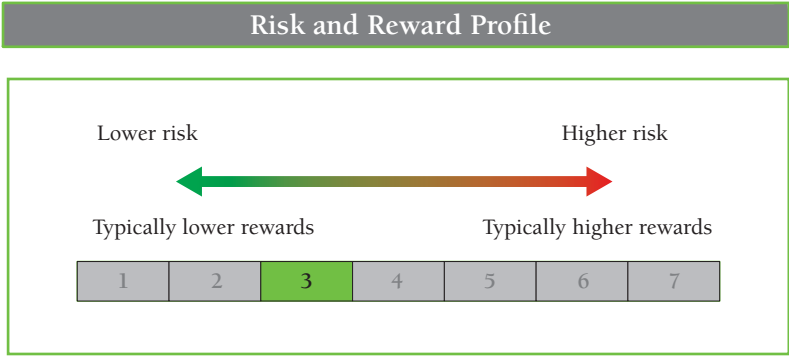 Risk and Reward Profile
Lower risk Higher risk
Typically lower rewards Typically higher rewards
1 2 3 4 5 6 7